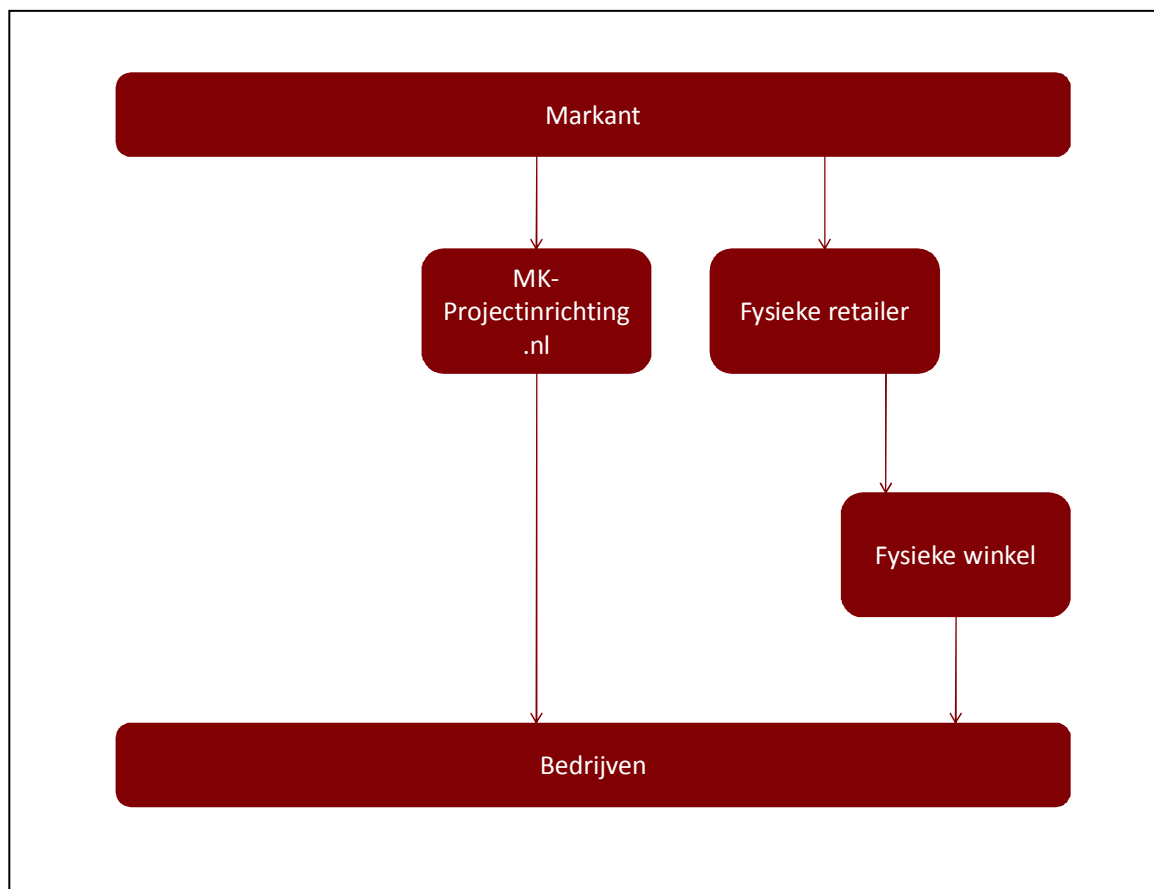 Markant
MK-
Projectinrichting
.nl
Fysieke retailer
Fysieke winkel
Bedrijven